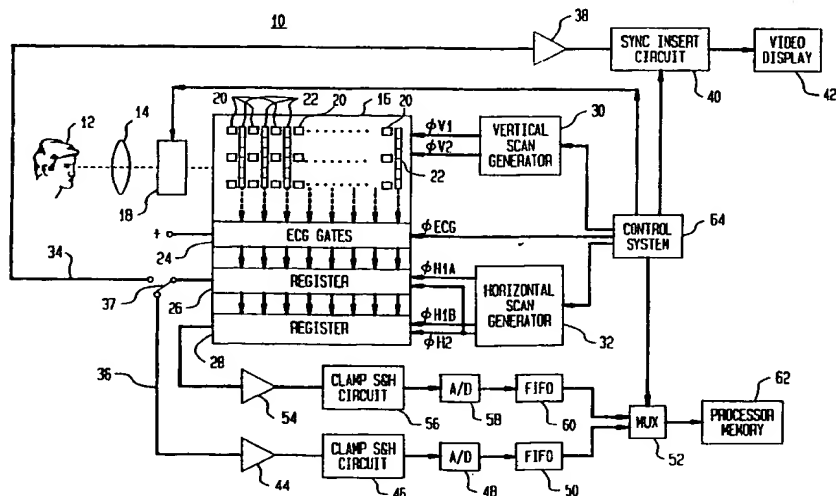 10
38
SYNC INSERT
CIRCUIT
40
VIDEO
DISPLAY
42
12
14
18
20
22
20
16
20
22
φV1
φV2
30
VERTICAL
SCAN
GENERATOR
+
24
ECG GATES
φECG
CONTROL
SYSTEM
64
34
37
26
REGISTER
φH1A
HORIZONTAL
SCAN
GENERATOR
32
28
REGISTER
φH1B
φH2
36
54
CLAMP S&H
CIRCUIT
56
A/D
58
FIFO
60
MUX
52
62
PROCESSOR
MEMORY
44
CLAMP S&H
CIRCUIT
46
A/D
48
FIFO
50